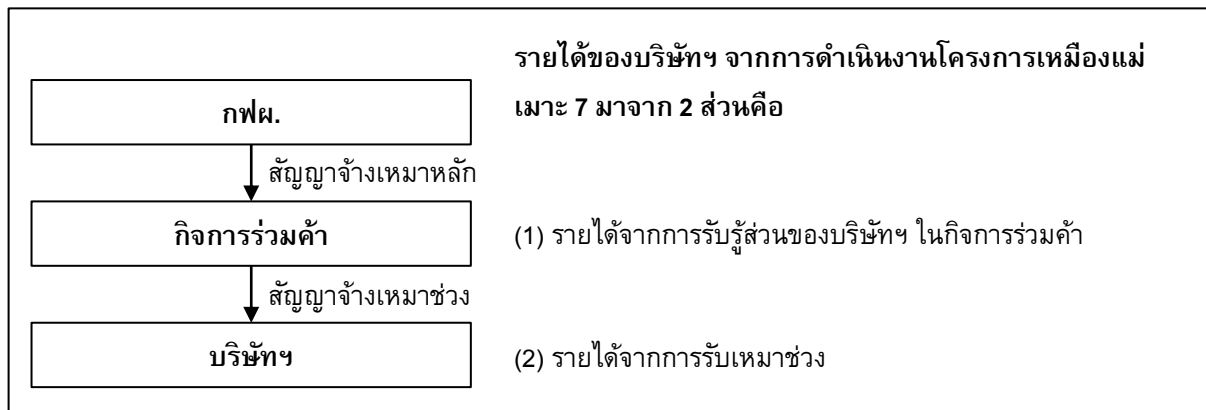 รายได้ของบริษัทฯ จากการดำเนินงานโครงการเหมืองแม่
เมาะ 7 มาจาก 2 ส่วนคือ
กฟผ.
สัญญาจ้างเหมาหลัก
กิจการร่วมค้า
(1) รายได้จากการรับรู้ส่วนของบริษัทฯ ในกิจการร่วมค้า
สัญญาจ้างเหมาช่วง
บริษัทฯ
(2) รายได้จากการรับเหมาช่วง